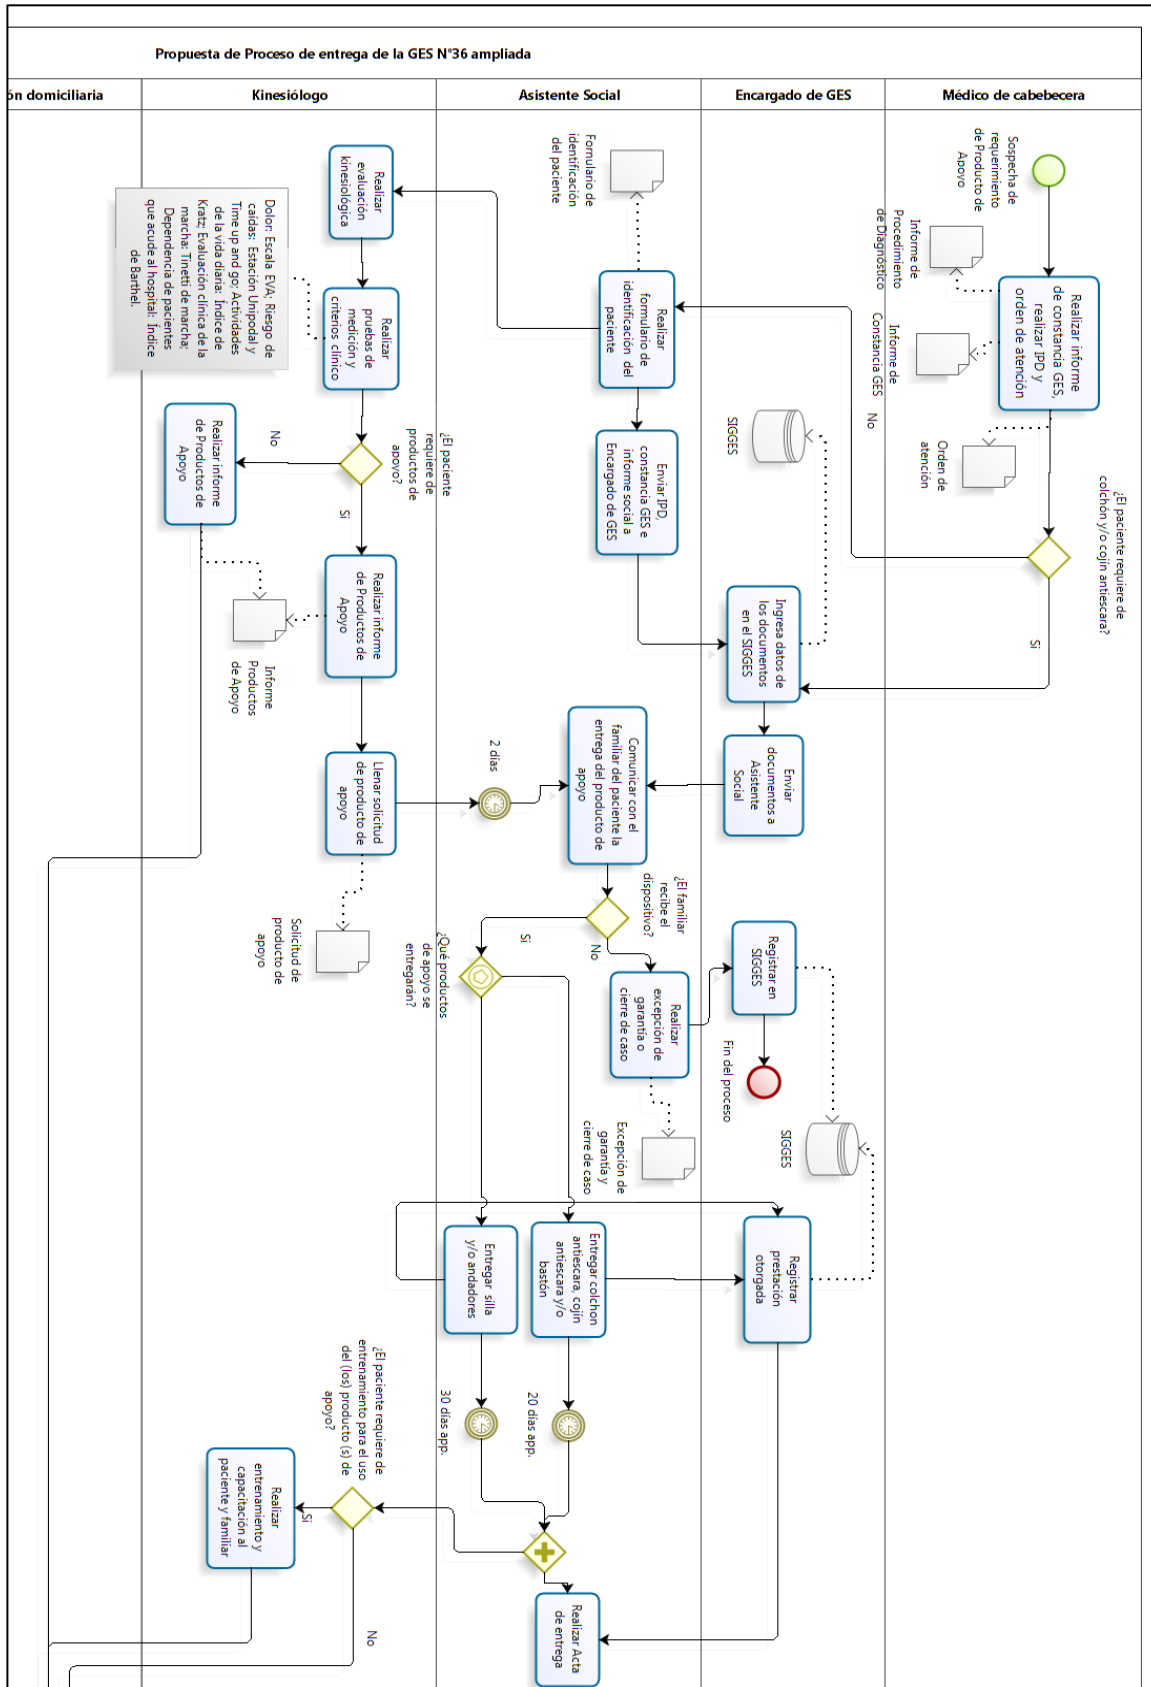 Propuesta de Proceso de entrega de la GES N°36 ampliada
ón domiciliaria
Kinesiólogo
Asistente Social
Encargado de GES
Médico de cabebecera
Sospecha de
requerimiento
de Producto de
Apoyo
Informe de
Procedimiento
de Diagnóstico
Realizar informe
de constancia GES,
realizar IPD y
orden de atención
Informe de
Constancia GES
Orden de
atención
¿El paciente requiere de
colchón y/o cojín antiescara?
No
Si
Formulario de
identificación
del paciente
Realizar
formulario de
identificación del
paciente
Enviar IPD,
constancia GES e
informe social a
Encargado de GES
SIGGES
Ingresa datos de
los documentos
en el SIGGES
Enviar
documentos a
Asistente
Social
Realizar
evaluación
kinesiológica
Realizar
pruebas de
medición y
criterios clínico
Dolor: Escala EVA; Riesgo de
caídas: Estación Unipodal y
Time up and go; Actividades
de la vida diaria: Índice de
Kratz; Evaluación clínica de la
marcha: Tinetti de marcha;
Dependencia de pacientes
que acude al hospital: Índice
de Barthel.
¿El paciente
requiere de
productos de
apoyo?
No
Si
Realizar informe
de Productos de
Apoyo
Realizar informe
de Productos de
Apoyo
Informe
Productos
de Apoyo
Llenar solicitud
de producto de
apoyo
Solicitud de
producto de
apoyo
2 días
Comunicar con el
familiar del paciente la
entrega del producto de
apoyo
¿El familiar
recibe el
dispositivo?
No
Si
Realizar
excepción de
garantía o
cierre de caso
Excepción de
garantía y
cierre de caso
Registrar en
SIGGES
Fin del proceso
SIGGES
¿Qué productos
de apoyo se
entregarán?
Entregar silla
y/o andadores
Entregar colchon
antiescara, cojín
antiescara y/o
bastón
Registrar
prestación
otorgada
30 días app.
20 días app.
¿El paciente requiere de
entrenamiento para el uso
del (los) producto (s) de
apoyo?
Si
No
Realizar
entrenamiento y
capacitación al
paciente y familiar
Realizar Acta
de entrega